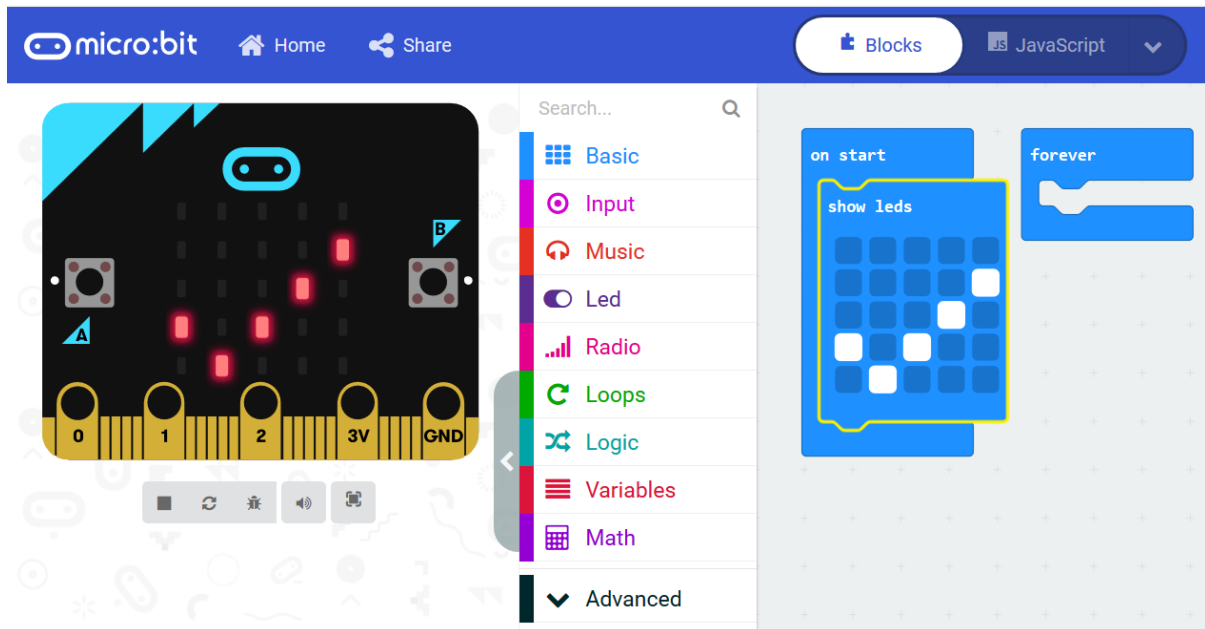 micro:bit Home Share Blocks JS JavaScript
Search...
Basic
Input
Music
Led
Radio
Loops
Logic
Variables
Math
Advanced
B
A
0 1 2 3V GND
on start
show leds
forever